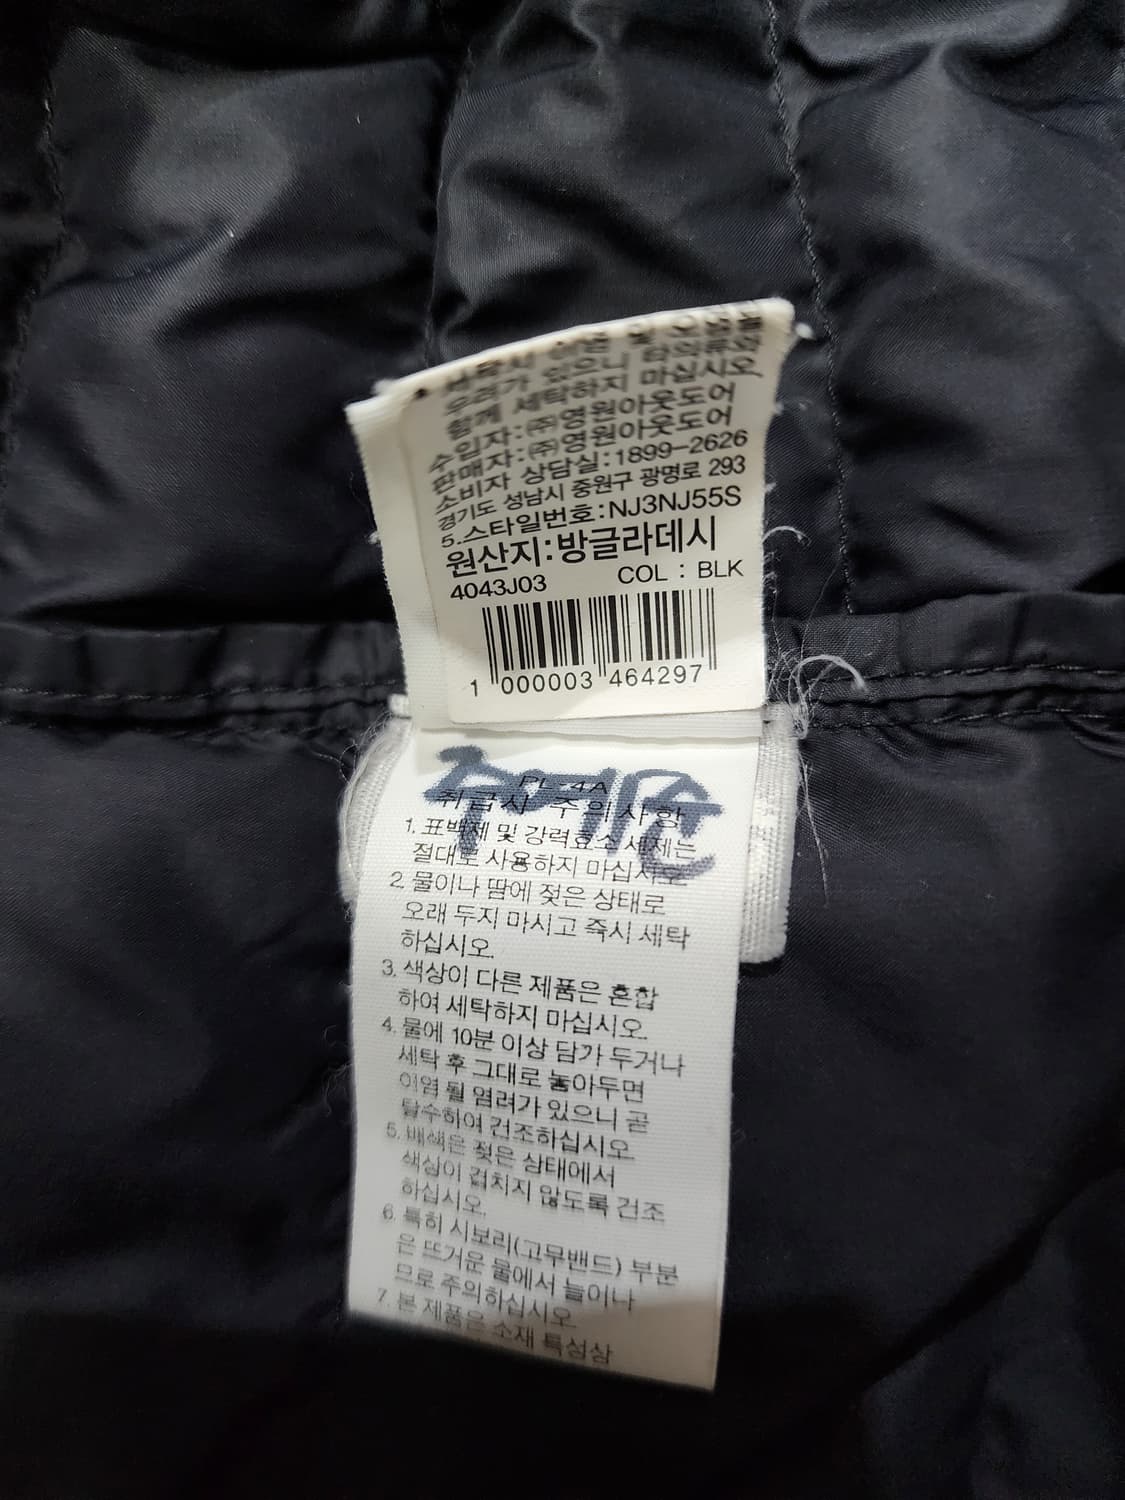 우려가 있으니 타의류와
함께 세탁하지 마십시오
수입자:㈜영원아웃도어
판매자:㈜영원아웃도어
소비자 상담실:1899-2626
경기도 성남시 중원구 광명로 293
5.스타일번호:NJ3NJ55S
원산지:방글라데시
4043J03 COL : BLK
1 000003 464297
PL-4A
취급시 주의사항
1. 표백제 및 강력효소 세제는
절대로 사용하지 마십시오
2. 물이나 땀에 젖은 상태로
오래 두지 마시고 즉시 세탁
하십시오.
3. 색상이 다른 제품은 혼합
하여 세탁하지 마십시오.
4. 물에 10분 이상 담가 두거나
세탁 후 그대로 놓아두면
이염 될 염려가 있으니 곧
탈수하여 건조하십시오
5. 배색은 젖은 상태에서
색상이 겹치지 않도록 건조
하십시오.
6. 특히 시보리(고무밴드) 부분
은 뜨거운 물에서 늘이나
므로 주의하십시오.
7. 본 제품은 소재 특성상